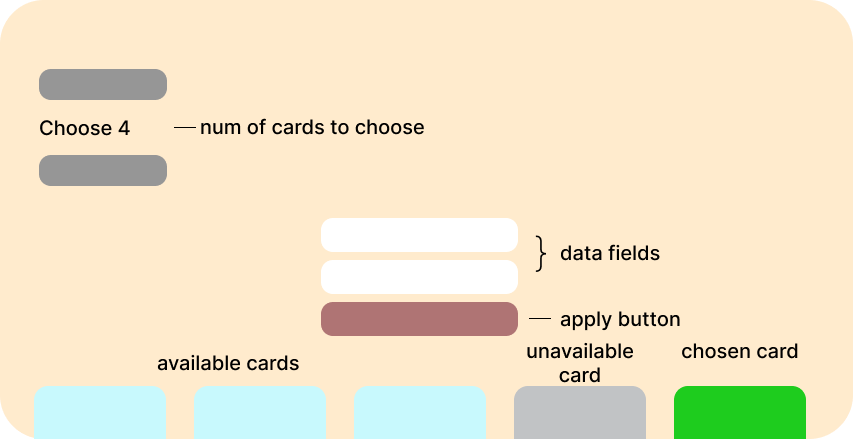 Choose 4
num of cards to choose
data fields
apply button
unavailable
card
chosen card
available cards